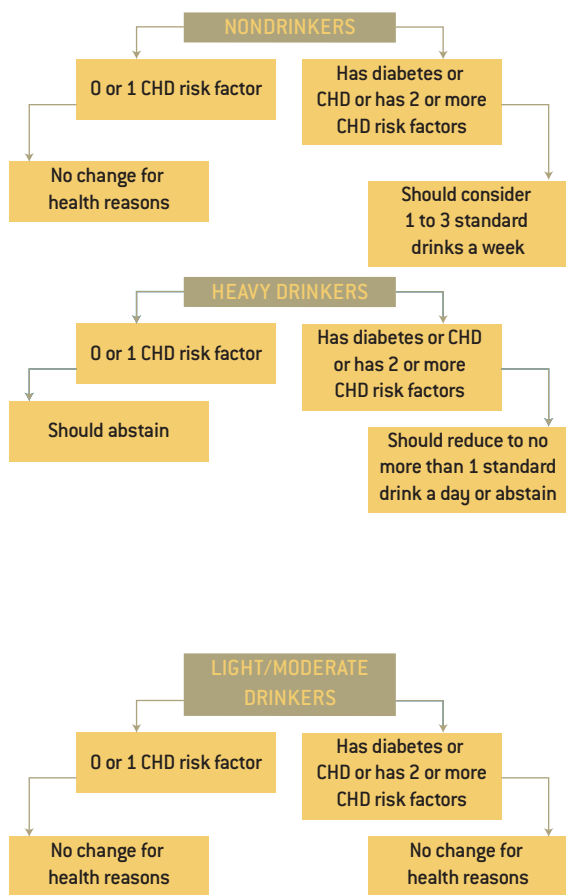 NONDRINKERS
0 or 1 CHD risk factor
Has diabetes or
CHD or has 2 or more
CHD risk factors
No change for
health reasons
Should consider
1 to 3 standard
drinks a week
HEAVY DRINKERS
0 or 1 CHD risk factor
Has diabetes or CHD
or has 2 or more
CHD risk factors
Should abstain
Should reduce to no
more than 1 standard
drink a day or abstain
LIGHT/MODERATE
DRINKERS
0 or 1 CHD risk factor
Has diabetes or
CHD or has 2 or more
CHD risk factors
No change for
health reasons
No change for
health reasons